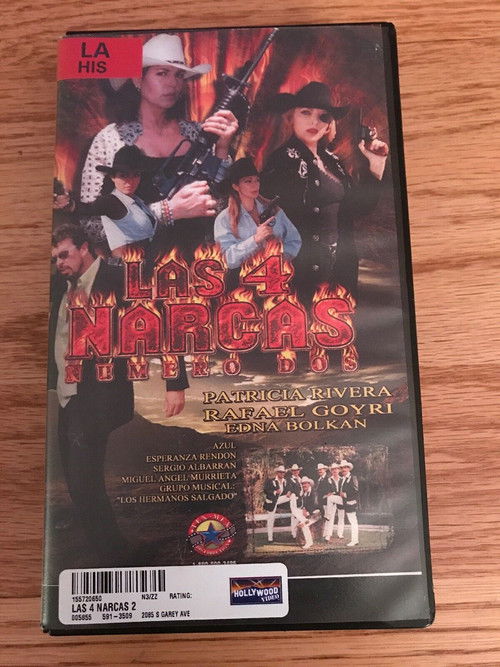 LA
HIS
LAS 4
NARCAS
NUMERO DOS
PATRICIA RIVERA
RAFAEL GOYRI
EDNA BOLKAN
AZUL
ESPERANZA RENDON
SERGIO ALBARRAN
MIGUEL ANGEL MURRIETA
GRUPO MUSICAL:
"LOS HERMANOS SALGADO"
155720650 N3/ZZ RATING:
LAS 4 NARCAS 2
005855 591-3509 2085 S GAREY AVE
HOLLYWOOD
VIDEO